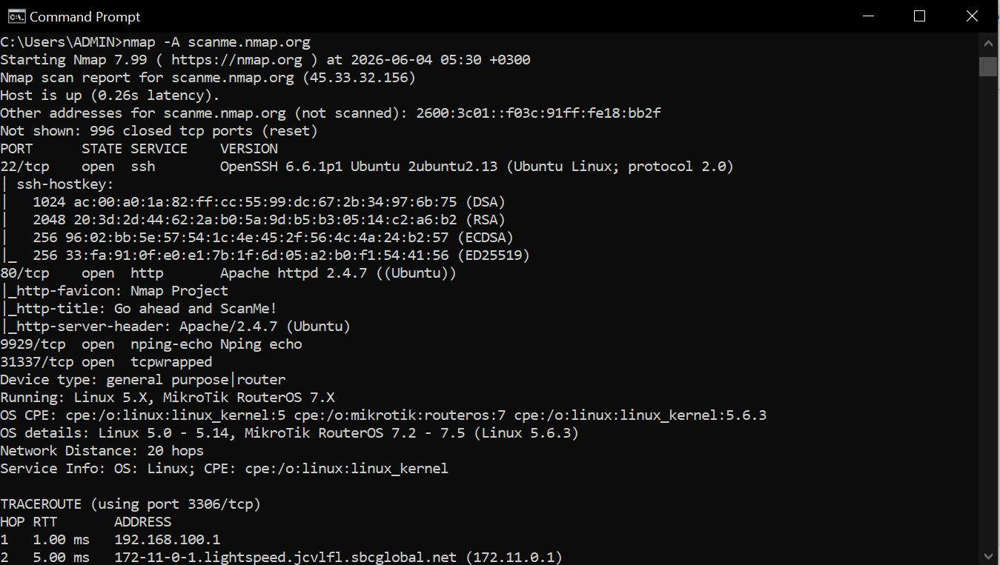 Command Prompt
C:\Users\ADMIN>nmap -A scanme.nmap.org
Starting Nmap 7.99 ( https://nmap.org ) at 2026-06-04 05:30 +0300
Nmap scan report for scanme.nmap.org (45.33.32.156)
Host is up (0.26s latency).
Other addresses for scanme.nmap.org (not scanned): 2600:3c01::f03c:91ff:fe18:bb2f
Not shown: 996 closed tcp ports (reset)
PORT      STATE SERVICE    VERSION
22/tcp    open  ssh        OpenSSH 6.6.1p1 Ubuntu 2ubuntu2.13 (Ubuntu Linux; protocol 2.0)
| ssh-hostkey:
|   1024 ac:00:a0:1a:82:ff:cc:55:99:dc:67:2b:34:97:6b:75 (DSA)
|   2048 20:3d:2d:44:62:2a:b0:5a:9d:b5:b3:05:14:c2:a6:b2 (RSA)
|   256 96:02:bb:5e:57:54:1c:4e:45:2f:56:4c:4a:24:b2:57 (ECDSA)
|_  256 33:fa:91:0f:e0:e1:7b:1f:6d:05:a2:b0:f1:54:41:56 (ED25519)
80/tcp    open  http       Apache httpd 2.4.7 ((Ubuntu))
|_http-favicon: Nmap Project
|_http-title: Go ahead and ScanMe!
|_http-server-header: Apache/2.4.7 (Ubuntu)
9929/tcp  open  nping-echo Nping echo
31337/tcp open  tcpwrapped
Device type: general purpose|router
Running: Linux 5.X, MikroTik RouterOS 7.X
OS CPE: cpe:/o:linux:linux_kernel:5 cpe:/o:mikrotik:routeros:7 cpe:/o:linux:linux_kernel:5.6.3
OS details: Linux 5.0 - 5.14, MikroTik RouterOS 7.2 - 7.5 (Linux 5.6.3)
Network Distance: 20 hops
Service Info: OS: Linux; CPE: cpe:/o:linux:linux_kernel
TRACEROUTE (using port 3306/tcp)
HOP RTT       ADDRESS
1   1.00 ms   192.168.100.1
2   5.00 ms   172-11-0-1.lightspeed.jcvlfl.sbcglobal.net (172.11.0.1)